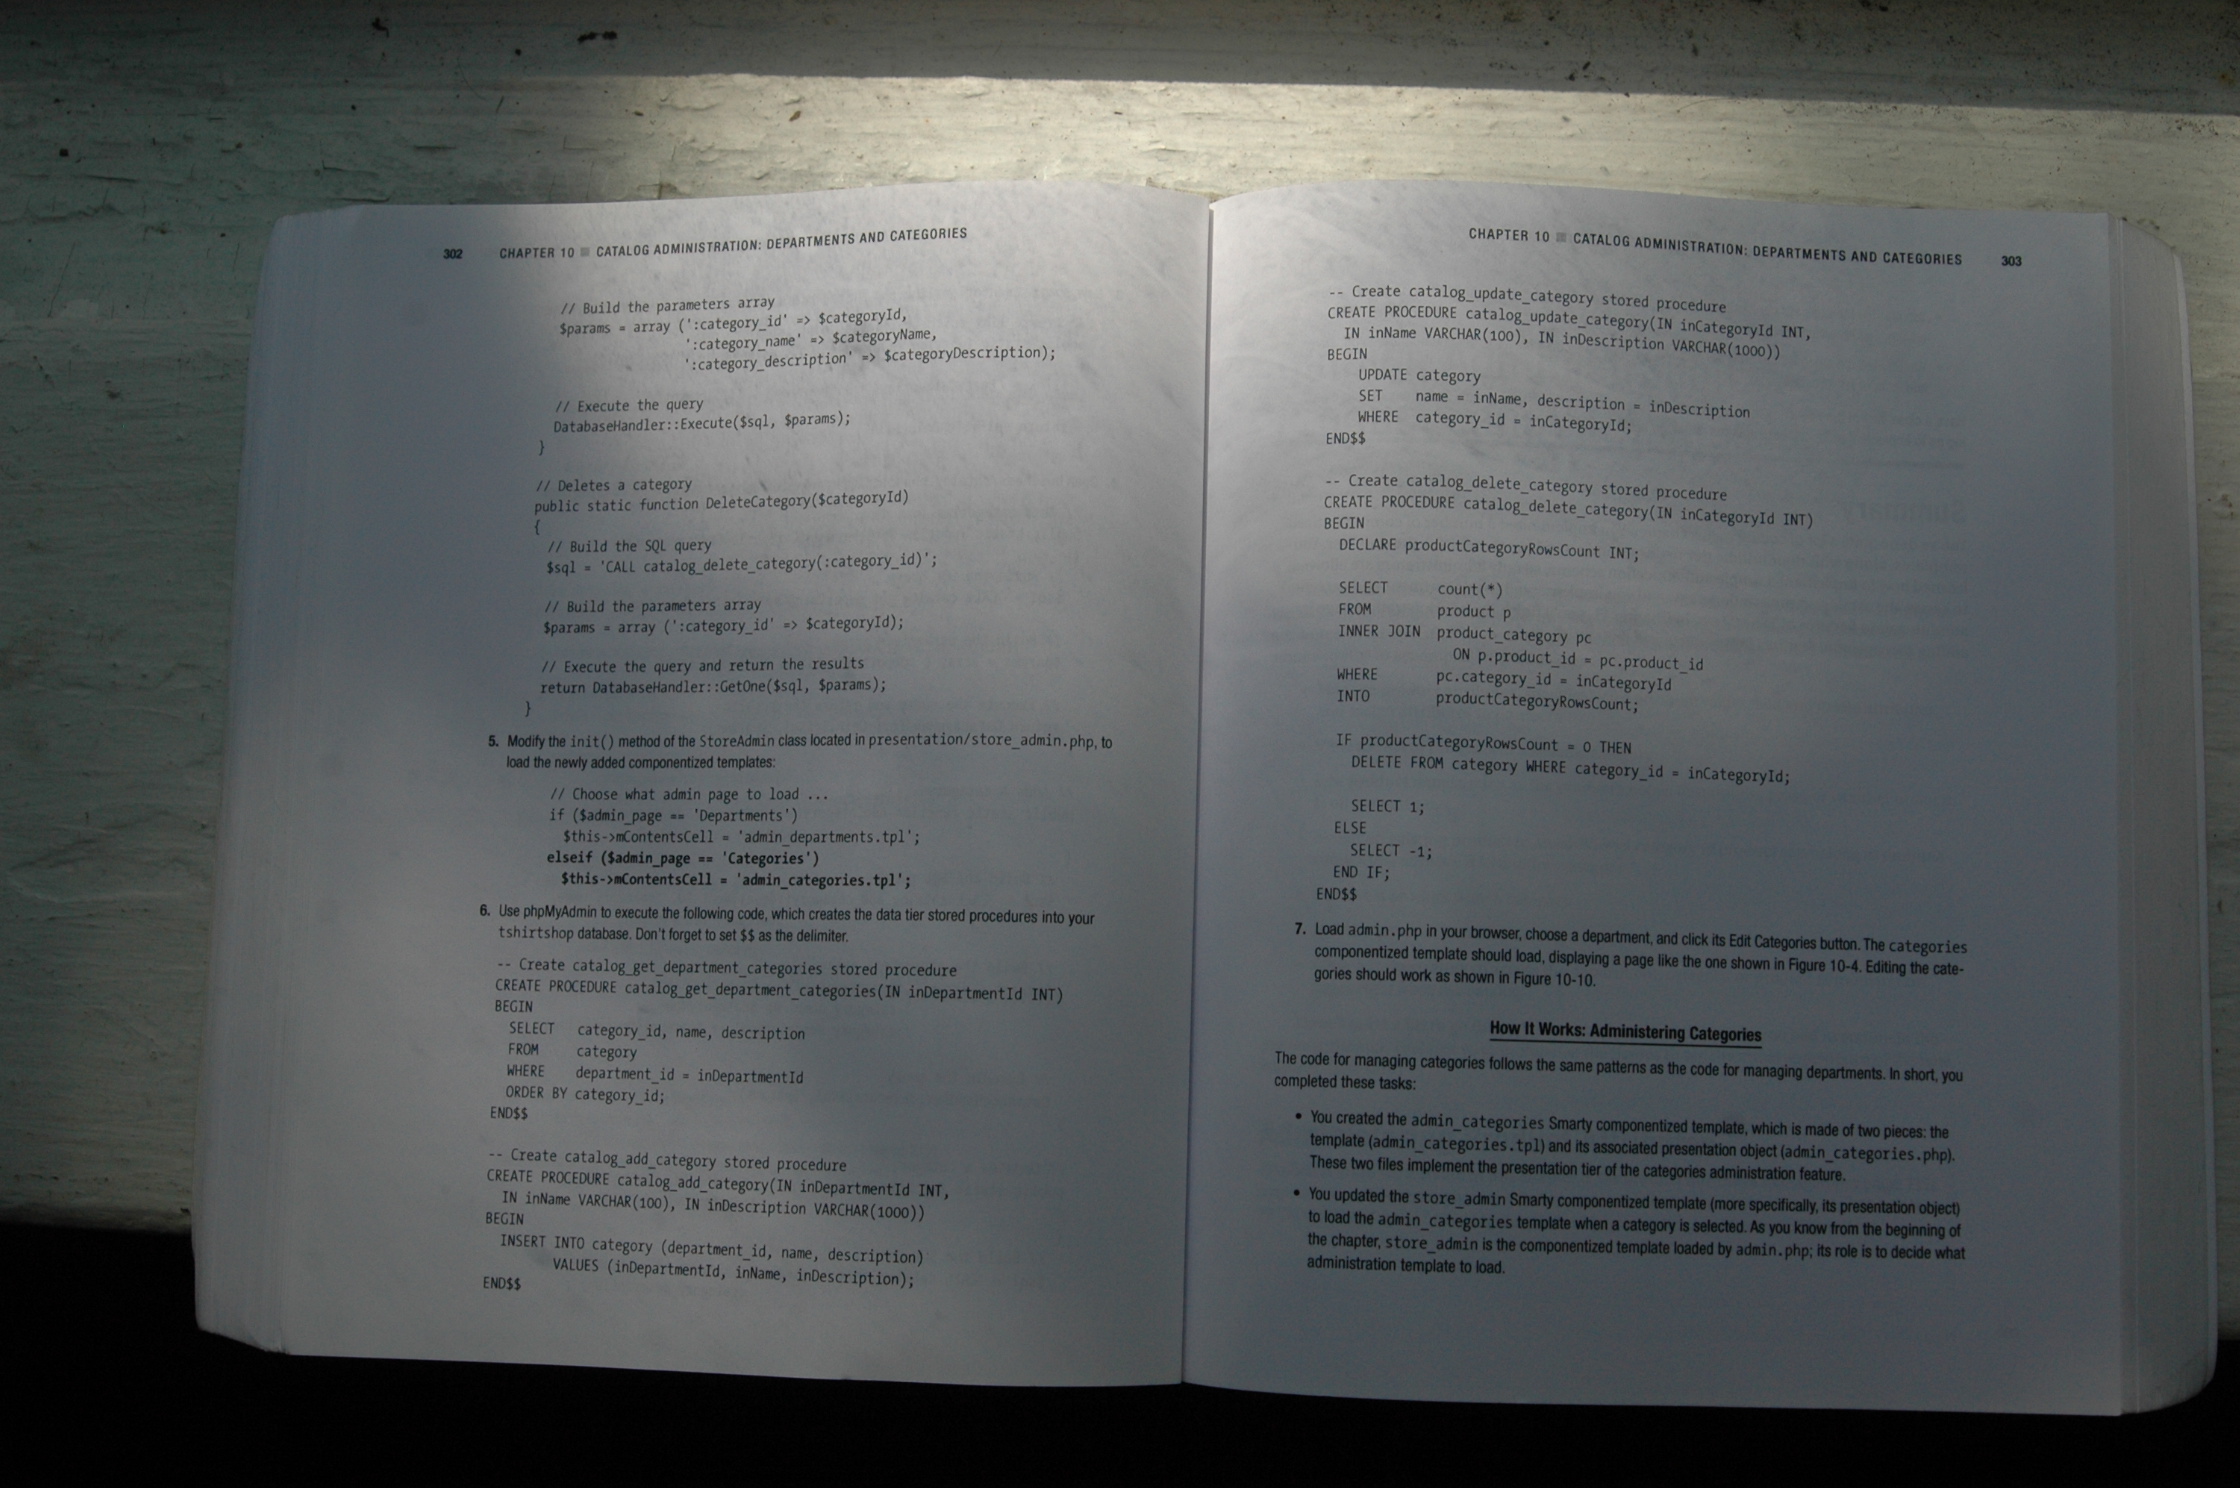 302 CHAPTER 10 ■ CATALOG ADMINISTRATION: DEPARTMENTS AND CATEGORIES
// Build the parameters array
$params = array (':category_id' => $categoryId,
':category_name' => $categoryName,
':category_description' => $categoryDescription);
// Execute the query
DatabaseHandler::Execute($sql, $params);
}
// Deletes a category
public static function DeleteCategory($categoryId)
{
// Build the SQL query
$sql = 'CALL catalog_delete_category(:category_id)';
// Build the parameters array
$params = array (':category_id' => $categoryId);
// Execute the query and return the results
return DatabaseHandler::GetOne($sql, $params);
}
5. Modify the init() method of the StoreAdmin class located in presentation/store_admin.php, to
load the newly added componentized templates:
// Choose what admin page to load ...
if ($admin_page == 'Departments')
$this->mContentsCell = 'admin_departments.tpl';
elseif ($admin_page == 'Categories')
$this->mContentsCell = 'admin_categories.tpl';
6. Use phpMyAdmin to execute the following code, which creates the data tier stored procedures into your
tshirtshop database. Don't forget to set $$ as the delimiter.
-- Create catalog_get_department_categories stored procedure
CREATE PROCEDURE catalog_get_department_categories(IN inDepartmentId INT)
BEGIN
SELECT category_id, name, description
FROM category
WHERE department_id = inDepartmentId
ORDER BY category_id;
END$$
-- Create catalog_add_category stored procedure
CREATE PROCEDURE catalog_add_category(IN inDepartmentId INT,
IN inName VARCHAR(100), IN inDescription VARCHAR(1000))
BEGIN
INSERT INTO category (department_id, name, description)
VALUES (inDepartmentId, inName, inDescription);
END$$
CHAPTER 10 ■ CATALOG ADMINISTRATION: DEPARTMENTS AND CATEGORIES 303
-- Create catalog_update_category stored procedure
CREATE PROCEDURE catalog_update_category(IN inCategoryId INT,
IN inName VARCHAR(100), IN inDescription VARCHAR(1000))
BEGIN
UPDATE category
SET name = inName, description = inDescription
WHERE category_id = inCategoryId;
END$$
-- Create catalog_delete_category stored procedure
CREATE PROCEDURE catalog_delete_category(IN inCategoryId INT)
BEGIN
DECLARE productCategoryRowsCount INT;
SELECT count(*)
FROM product p
INNER JOIN product_category pc
ON p.product_id = pc.product_id
WHERE pc.category_id = inCategoryId
INTO productCategoryRowsCount;
IF productCategoryRowsCount = 0 THEN
DELETE FROM category WHERE category_id = inCategoryId;
SELECT 1;
ELSE
SELECT -1;
END IF;
END$$
7. Load admin.php in your browser, choose a department, and click its Edit Categories button. The categories
componentized template should load, displaying a page like the one shown in Figure 10-4. Editing the cate-
gories should work as shown in Figure 10-10.
How It Works: Administering Categories
The code for managing categories follows the same patterns as the code for managing departments. In short, you
completed these tasks:
• You created the admin_categories Smarty componentized template, which is made of two pieces: the
template (admin_categories.tpl) and its associated presentation object (admin_categories.php).
These two files implement the presentation tier of the categories administration feature.
• You updated the store_admin Smarty componentized template (more specifically, its presentation object)
to load the admin_categories template when a category is selected. As you know from the beginning of
the chapter, store_admin is the componentized template loaded by admin.php; its role is to decide what
administration template to load.